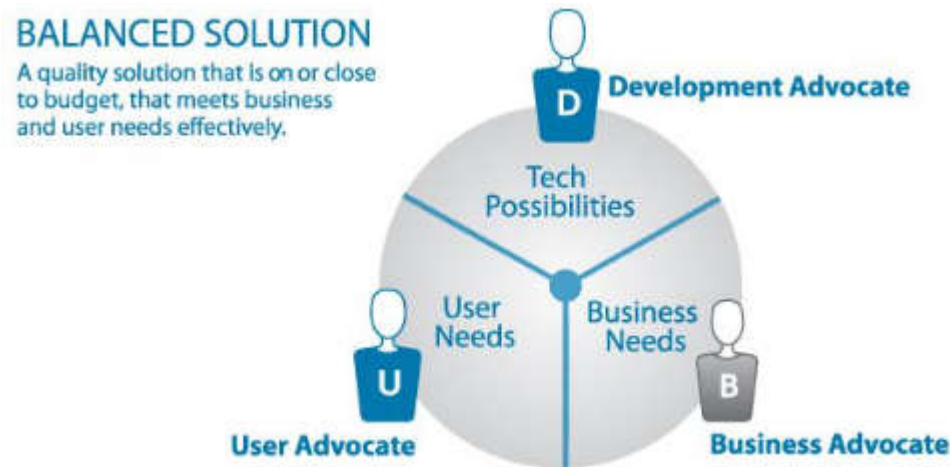 BALANCED SOLUTION
A quality solution that is on or close
to budget, that meets business
and user needs effectively.
D
Development Advocate
Tech
Possibilities
User
Needs
Business
Needs
U
B
User Advocate
Business Advocate